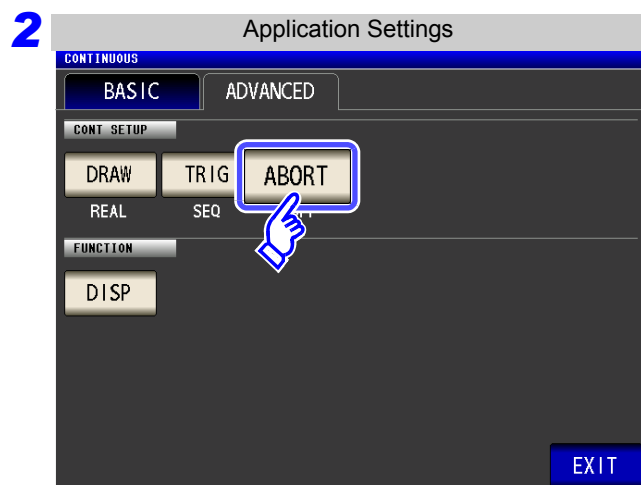 2 Application Settings
CONTINUOUS
BASIC ADVANCED
CONT SETUP
DRAW TRIG ABORT
REAL SEQ
FUNCTION
DISP
EXIT